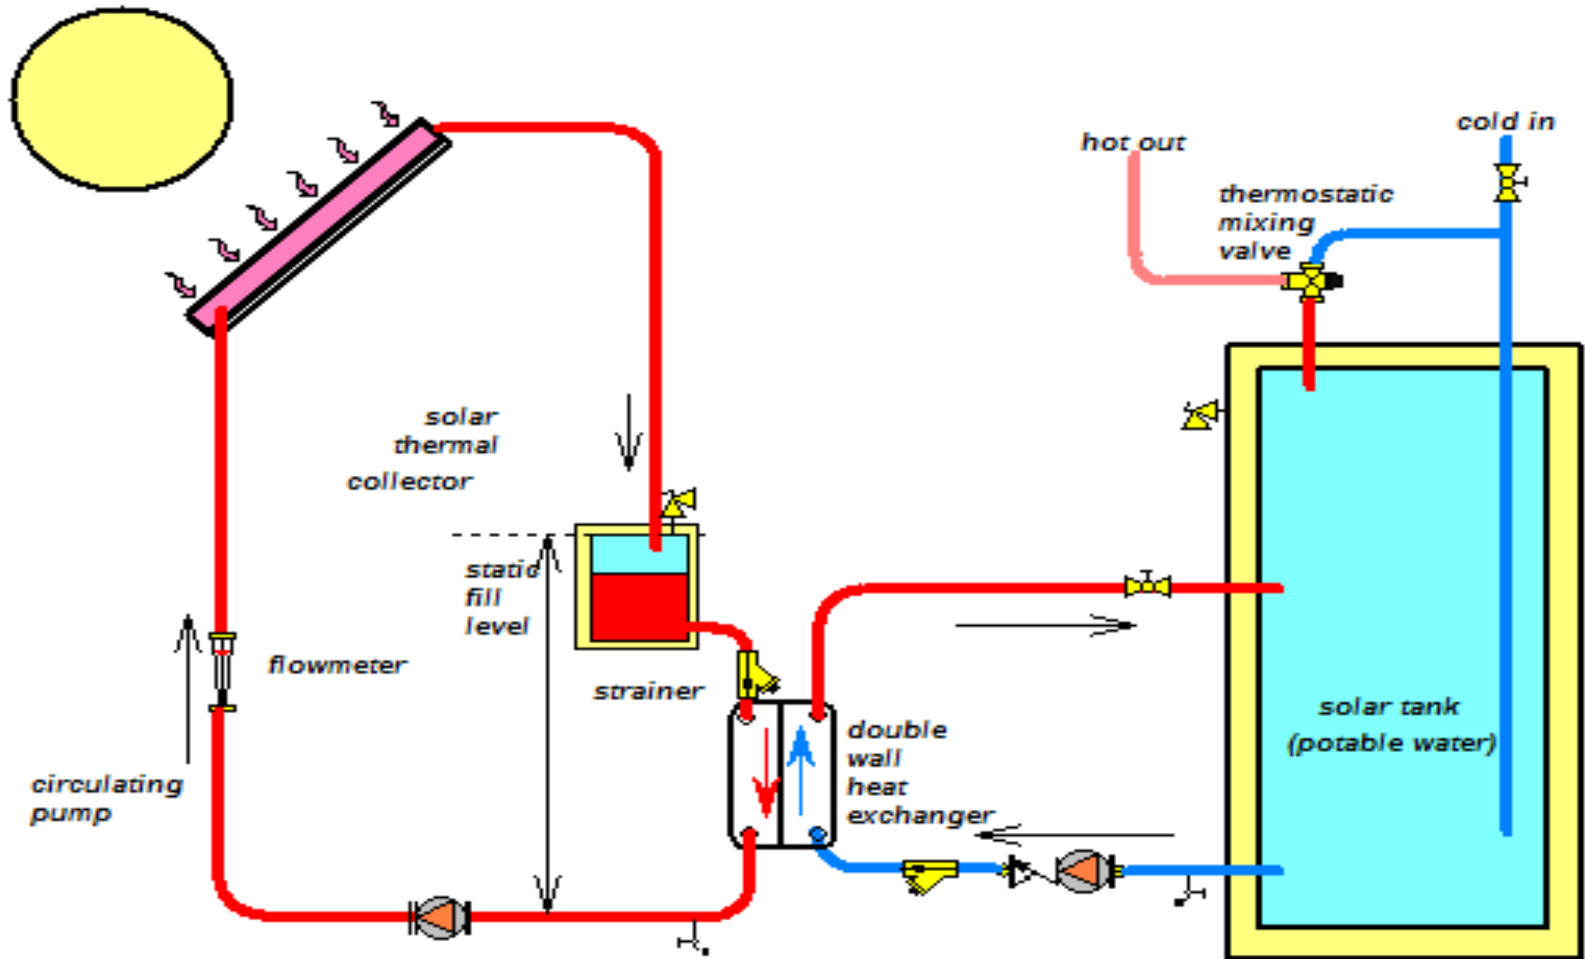 hot out
cold in
thermostatic
mixing
valve
solar
thermal
collector
static
fill
level
flowmeter
strainer
circulating
pump
double
wall
heat
exchanger
solar tank
(potable water)